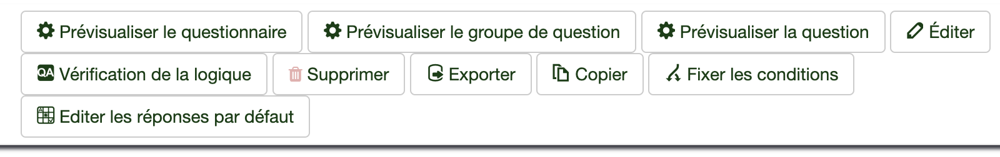 Prévisualiser le questionnaire Prévisualiser le groupe de question Prévisualiser la question Éditer
QA Vérification de la logique Supprimer Exporter Copier Fixer les conditions
Editer les réponses par défaut